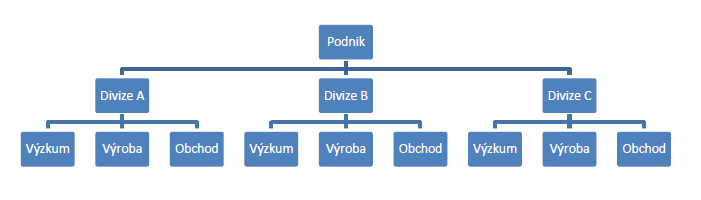 Podnik
Divize A
Divize B
Divize C
Výzkum
Výroba
Obchod
Výzkum
Výroba
Obchod
Výzkum
Výroba
Obchod